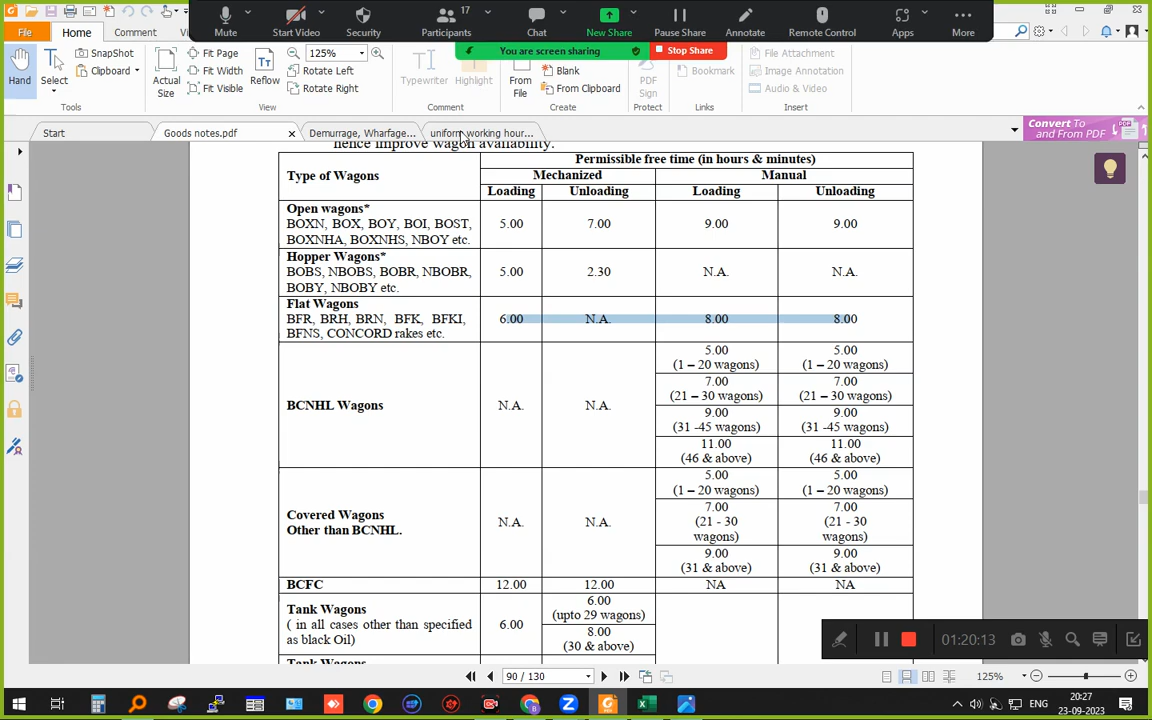 17
Mute
Start Video
Security
Participants
Chat
New Share
Pause Share
Annotate
Remote Control
Apps
More
You are screen sharing
Stop Share
File
Home
Comment
SnapShot
Clipboard
Hand
Select
Tools
Actual Size
Fit Page
Fit Width
Fit Visible
Reflow
125%
Rotate Left
Rotate Right
View
Typewriter
Highlight
Comment
From File
Blank
From Clipboard
Create
PDF Sign
Protect
Bookmark
Links
File Attachment
Image Annotation
Audio & Video
Insert
Start
Goods notes.pdf
Demurrage, Wharfage...
uniform working hour...
Convert To
and From PDF
hence improve wagon availability.
Type of Wagons
Permissible free time (in hours & minutes)
Mechanized
Manual
Loading
Unloading
Loading
Unloading
Open wagons*
BOXN, BOX, BOY, BOI, BOST,
BOXNHA, BOXNHS, NBOY etc.
5.00
7.00
9.00
9.00
Hopper Wagons*
BOBS, NBOBS, BOBR, NBOBR,
BOBY, NBOBY etc.
5.00
2.30
N.A.
N.A.
Flat Wagons
BFR, BRH, BRN, BFK, BFKI,
BFNS, CONCORD rakes etc.
6.00
N.A.
8.00
8.00
BCNHL Wagons
N.A.
N.A.
5.00
(1 – 20 wagons)
5.00
(1 – 20 wagons)
7.00
(21 – 30 wagons)
7.00
(21 – 30 wagons)
9.00
(31 -45 wagons)
9.00
(31 -45 wagons)
11.00
(46 & above)
11.00
(46 & above)
Covered Wagons
Other than BCNHL.
N.A.
N.A.
5.00
(1 – 20 wagons)
5.00
(1 – 20 wagons)
7.00
(21 - 30
wagons)
7.00
(21 - 30
wagons)
9.00
(31 & above)
9.00
(31 & above)
BCFC
12.00
12.00
NA
NA
Tank Wagons
( in all cases other than specified
as black Oil)
6.00
6.00
(upto 29 wagons)
8.00
(30 & above)
Tank Wagons
01:20:13
90 / 130
125%
ENG
20:27
23-09-2023